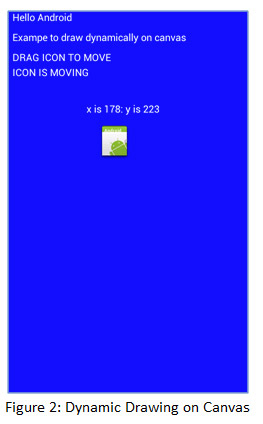 Hello Android
Exampe to draw dynamically on canvas
DRAG ICON TO MOVE
ICON IS MOVING
x is 178: y is 223
Android
Figure 2: Dynamic Drawing on Canvas